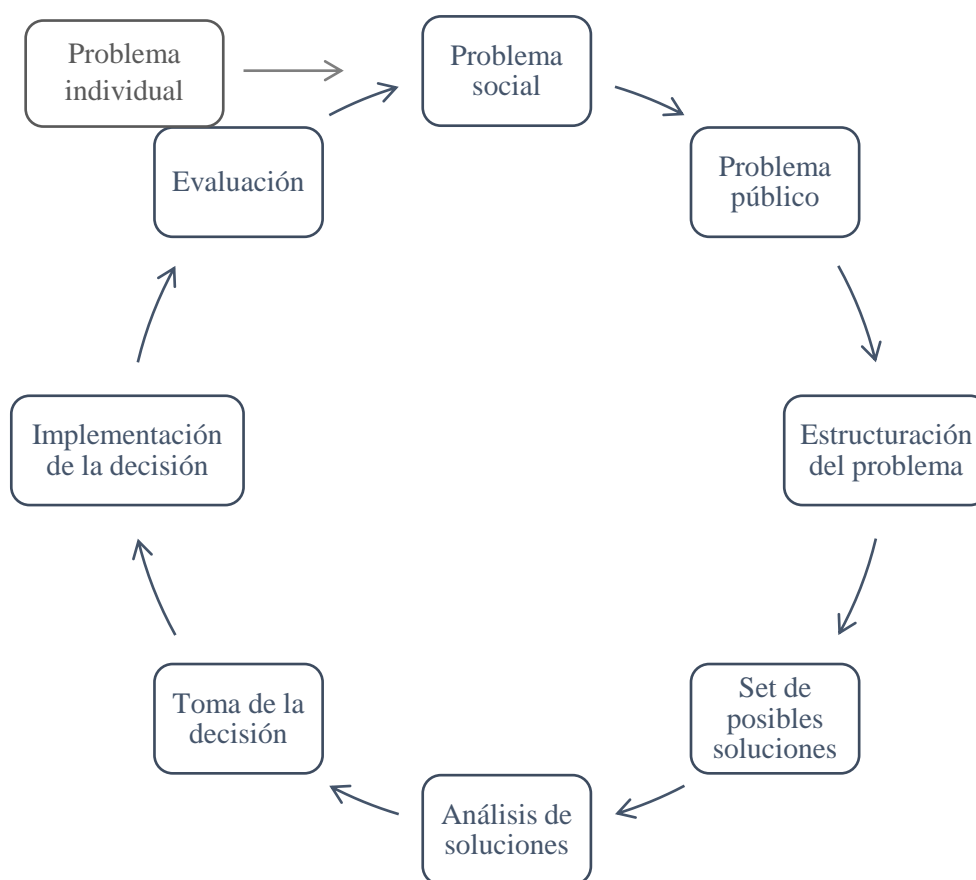 Problema
individual
Problema
social
Problema
público
Estructuración
del problema
Set de
posibles
soluciones
Análisis de
soluciones
Toma de la
decisión
Implementación
de la decisión
Evaluación